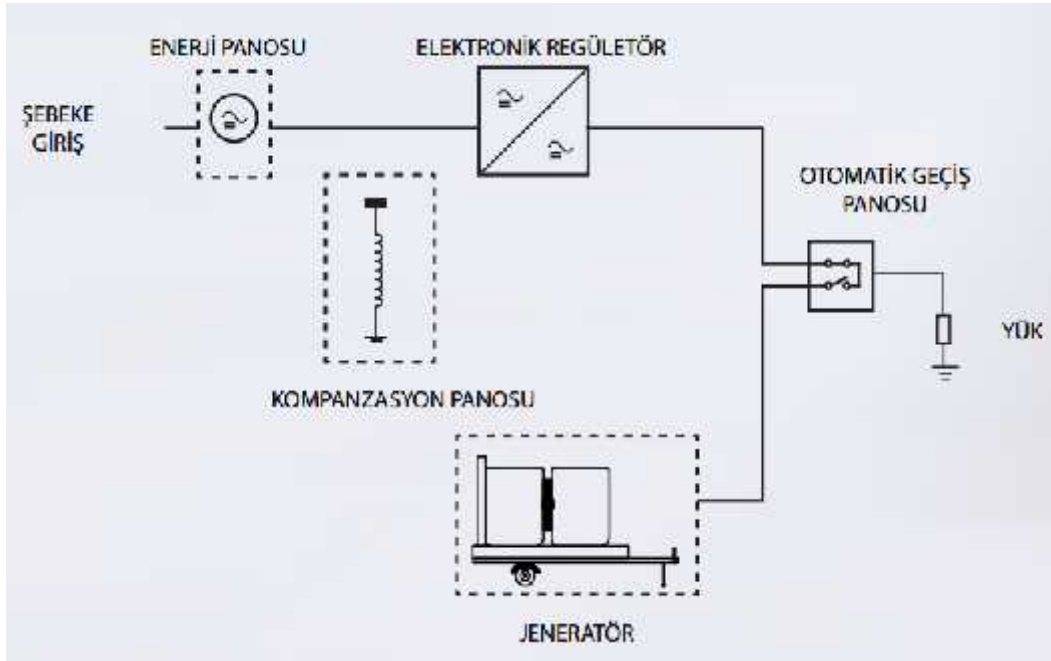 ENERJİ PANOSU
ELEKTRONİK REGÜLETÖR
ŞEBEKE
GİRİŞ
OTOMATİK GEÇİŞ
PANOSU
YÜK
KOMPANZASYON PANOSU
JENERATÖR